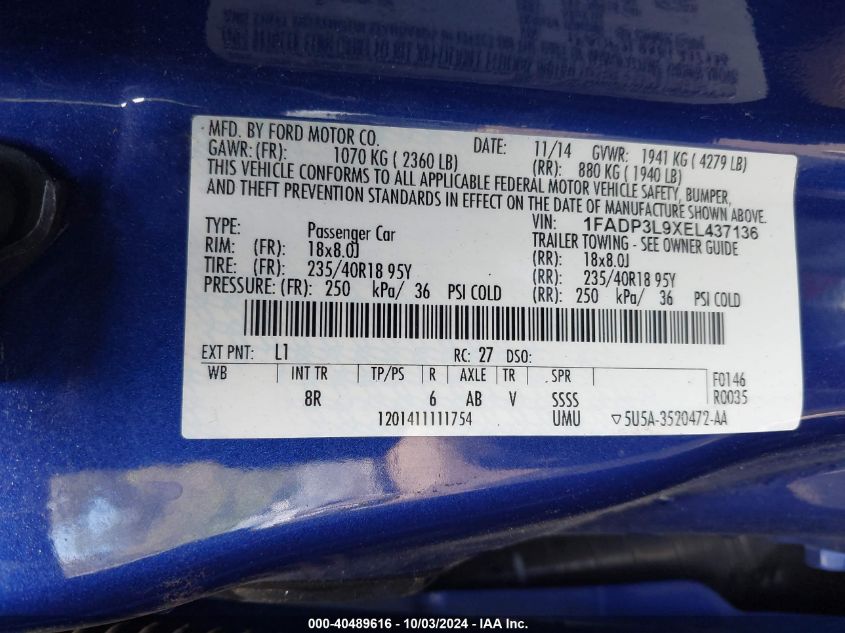 MFD. BY FORD MOTOR CO. DATE: 11/14 GVWR: 1941 KG ( 4279 LB)
GAWR: (FR): 1070 KG ( 2360 LB) (RR): 880 KG ( 1940 LB)
THIS VEHICLE CONFORMS TO ALL APPLICABLE FEDERAL MOTOR VEHICLE SAFETY, BUMPER,
AND THEFT PREVENTION STANDARDS IN EFFECT ON THE DATE OF MANUFACTURE SHOWN ABOVE.
VIN: 1FADP3L9XEL437136
TYPE: Passenger Car TRAILER TOWING - SEE OWNER GUIDE
RIM: (FR): 18x8.0J (RR): 18x8.0J
TIRE: (FR): 235/40R18 95Y (RR): 235/40R18 95Y
PRESSURE: (FR): 250 kPa/ 36 PSI COLD (RR): 250 kPa/ 36 PSI COLD
EXT PNT: L1 RC: 27 DSO:
WB INT TR TP/PS R AXLE TR SPR F0146
8R 6 AB V SSSS R0035
1201411111754 UMU ▽5U5A-3520472-AA
000-40489616 - 10/03/2024 - IAA Inc.